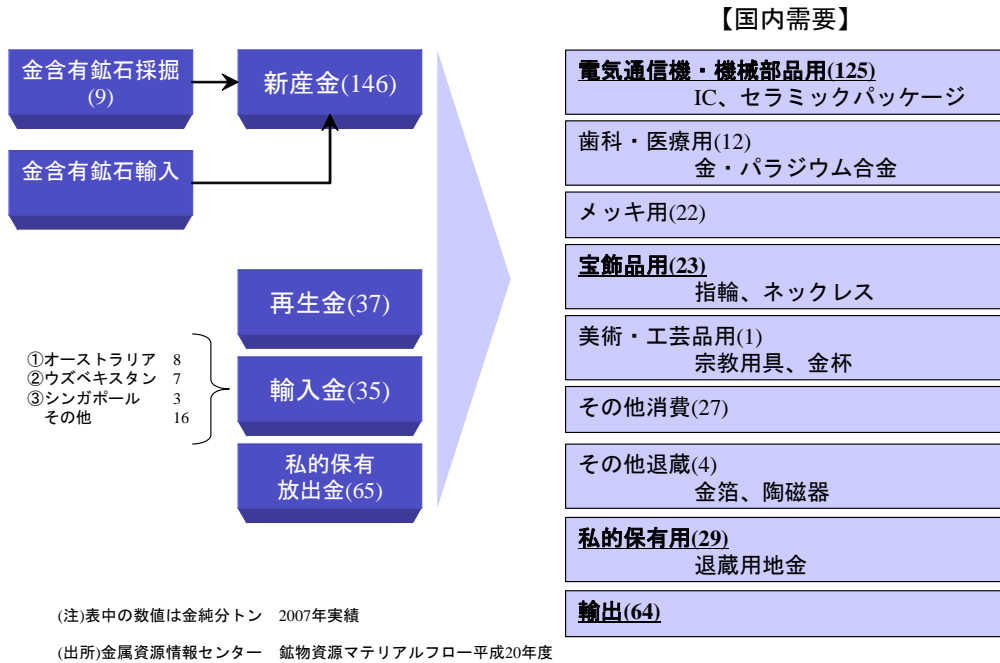 【国内需要】
金含有鉱石採掘
(9)
新産金(146)
金含有鉱石輸入
再生金(37)
①オーストラリア 8
②ウズベキスタン 7
③シンガポール 3
その他 16
輸入金(35)
私的保有
放出金(65)
電気通信機・機械部品用(125)
IC、セラミックパッケージ
歯科・医療用(12)
金・パラジウム合金
メッキ用(22)
宝飾品用(23)
指輪、ネックレス
美術・工芸品用(1)
宗教用具、金杯
その他消費(27)
その他退蔵(4)
金箔、陶磁器
私的保有用(29)
退蔵用地金
輸出(64)
(注)表中の数値は金純分トン 2007年実績
(出所)金属資源情報センター 鉱物資源マテリアルフロー平成20年度